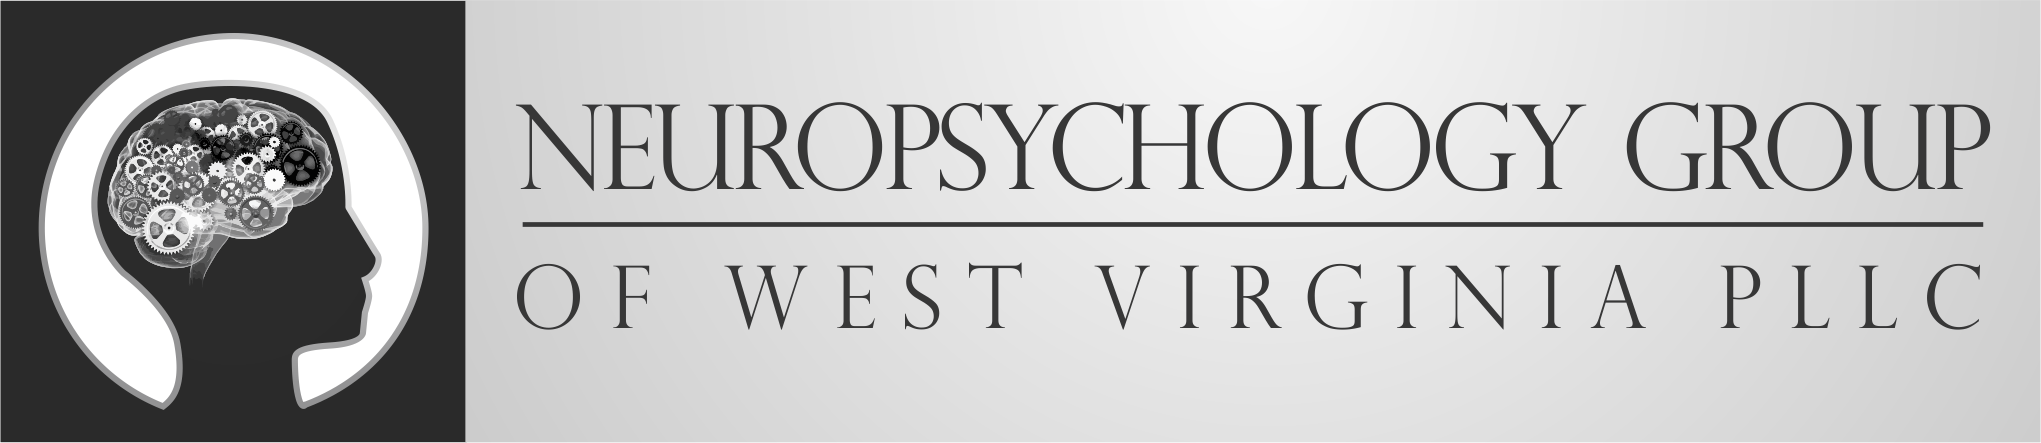 NEUROPSYCHOLOGY GROUP
OF WEST VIRGINIA PLLC